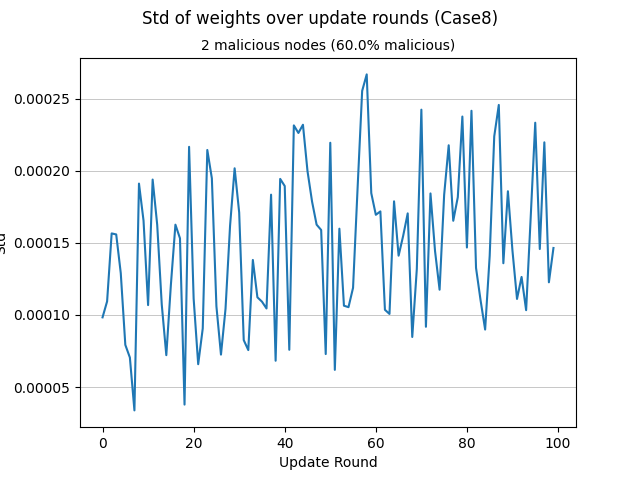 Std of weights over update rounds (Case8)
2 malicious nodes (60.0% malicious)
0.00025
0.00020
0.00015
0.00010
0.00005
Std
0
20
40
60
80
100
Update Round